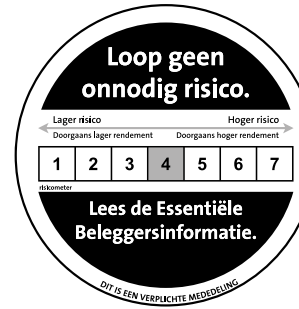 Loop geen
onnodig risico.
Lager risico Hoger risico
Doorgaans lager rendement Doorgaans hoger rendement
1 2 3 4 5 6 7
risicometer
Lees de Essentiële
Beleggersinformatie.
DIT IS EEN VERPLICHTE MEDEDELING